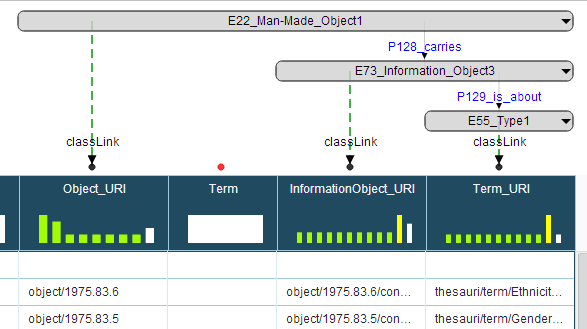 E22_Man-Made_Object1
P128_carries
E73_Information_Object3
P129_is_about
E55_Type1
classLink classLink classLink
Object_URI Term InformationObject_URI Term_URI
object/1975.83.6 object/1975.83.6/con... thesauri/term/Ethnicit...
object/1975.83.5 object/1975.83.5/con... thesauri/term/Gender...